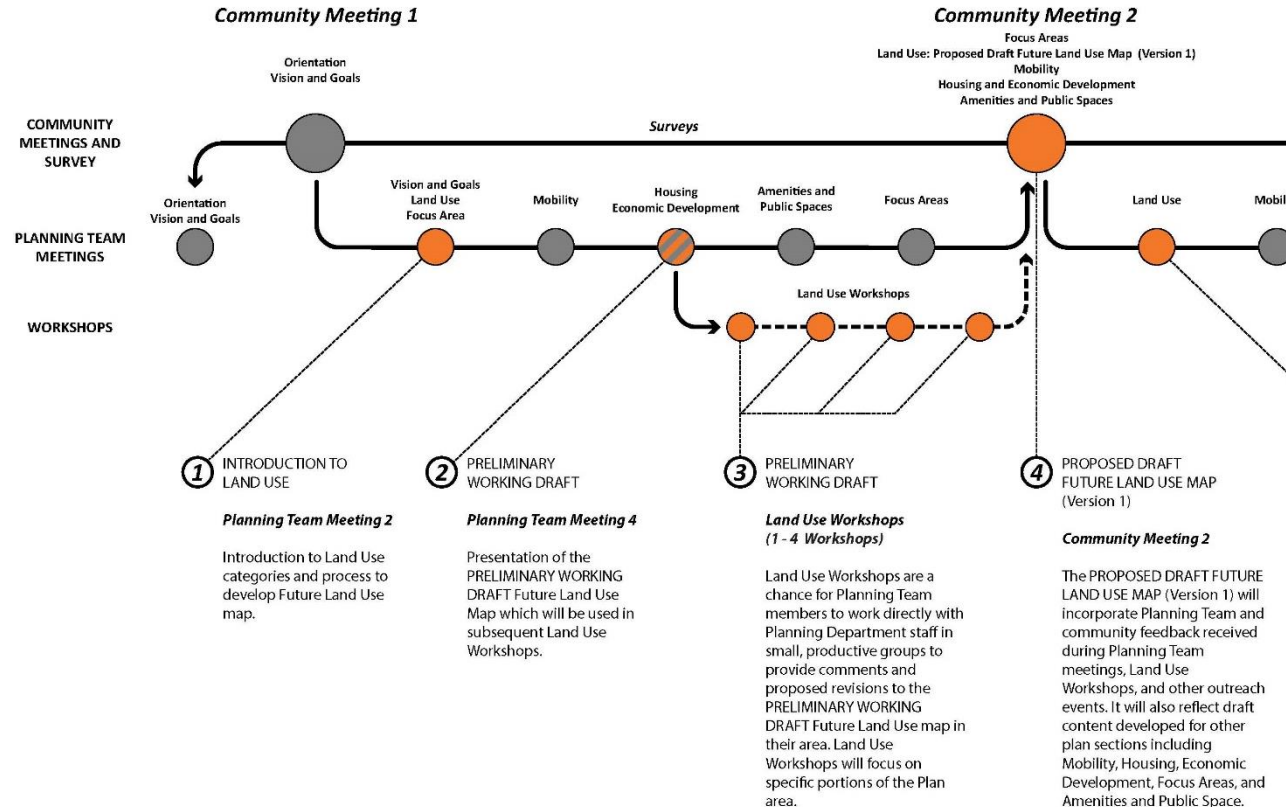 Community Meeting 1
Community Meeting 2
Orientation
Vision and Goals
Focus Areas
Land Use: Proposed Draft Future Land Use Map (Version 1)
Mobility
Housing and Economic Development
Amenities and Public Spaces
COMMUNITY
MEETINGS AND
SURVEY
Surveys
Orientation
Vision and Goals
Vision and Goals
Land Use
Focus Area
Mobility
Housing
Economic Development
Amenities and
Public Spaces
Focus Areas
Land Use
PLANNING TEAM
MEETINGS
WORKSHOPS
Land Use Workshops
1 INTRODUCTION TO
LAND USE
Planning Team Meeting 2
Introduction to Land Use
categories and process to
develop Future Land Use
map.
2 PRELIMINARY
WORKING DRAFT
Planning Team Meeting 4
Presentation of the
PRELIMINARY WORKING
DRAFT Future Land Use
Map which will be used in
subsequent Land Use
Workshops.
3 PRELIMINARY
WORKING DRAFT
Land Use Workshops
(1 - 4 Workshops)
Land Use Workshops are a
chance for Planning Team
members to work directly with
Planning Department staff in
small, productive groups to
provide comments and
proposed revisions to the
PRELIMINARY WORKING
DRAFT Future Land Use map in
their area. Land Use
Workshops will focus on
specific portions of the Plan
area.
4 PROPOSED DRAFT
FUTURE LAND USE MAP
(Version 1)
Community Meeting 2
The PROPOSED DRAFT FUTURE
LAND USE MAP (Version 1) will
incorporate Planning Team and
community feedback received
during Planning Team
meetings, Land Use
Workshops, and other outreach
events. It will also reflect draft
content developed for other
plan sections including
Mobility, Housing, Economic
Development, Focus Areas, and
Amenities and Public Space.